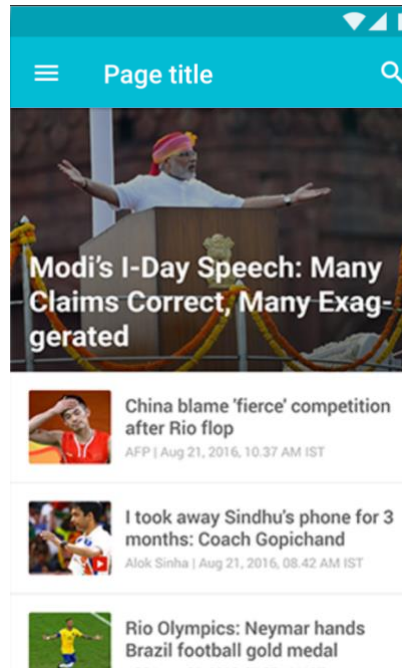 Page title
Modi's I-Day Speech: Many
Claims Correct, Many Exag-
gerated
China blame 'fierce' competition
after Rio flop
AFP | Aug 21, 2016, 10.37 AM IST
I took away Sindhu's phone for 3
months: Coach Gopichand
Alok Sinha | Aug 21, 2016, 08.42 AM IST
Rio Olympics: Neymar hands
Brazil football gold medal